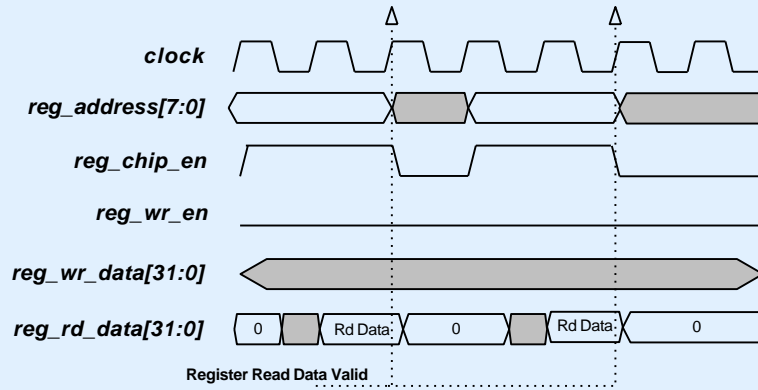 clock
reg_address[7:0]
reg_chip_en
reg_wr_en
reg_wr_data[31:0]
reg_rd_data[31:0] 0 Rd Data 0 Rd Data 0
Register Read Data Valid